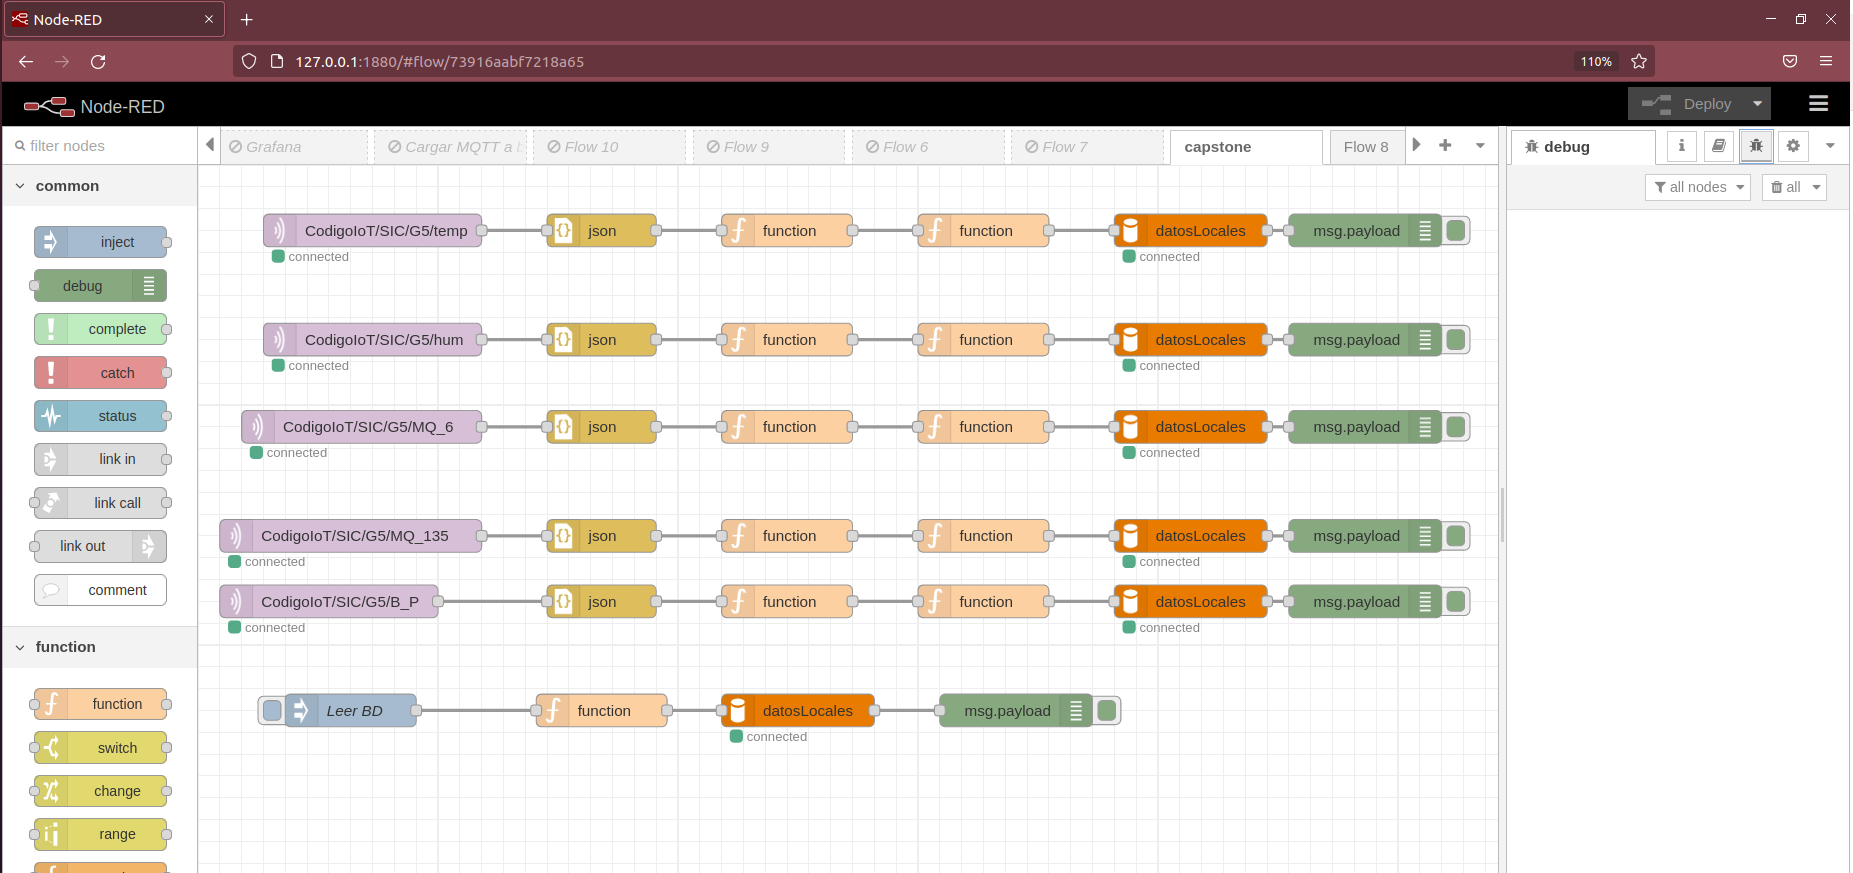 Node-RED
127.0.0.1:1880/#flow/73916aabf7218a65
110%
Node-RED
Deploy
filter nodes
Grafana
Cargar MQTT a
Flow 10
Flow 9
Flow 6
Flow 7
capstone
Flow 8
debug
i
all nodes
all
common
inject
debug
complete
catch
status
link in
link call
link out
comment
function
function
switch
change
range
CodigoIoT/SIC/G5/temp
json
function
function
datosLocales
msg.payload
connected
connected
CodigoIoT/SIC/G5/hum
json
function
function
datosLocales
msg.payload
connected
connected
CodigoIoT/SIC/G5/MQ_6
json
function
function
datosLocales
msg.payload
connected
connected
CodigoIoT/SIC/G5/MQ_135
json
function
function
datosLocales
msg.payload
connected
connected
CodigoIoT/SIC/G5/B_P
json
function
function
datosLocales
msg.payload
connected
connected
Leer BD
function
datosLocales
msg.payload
connected